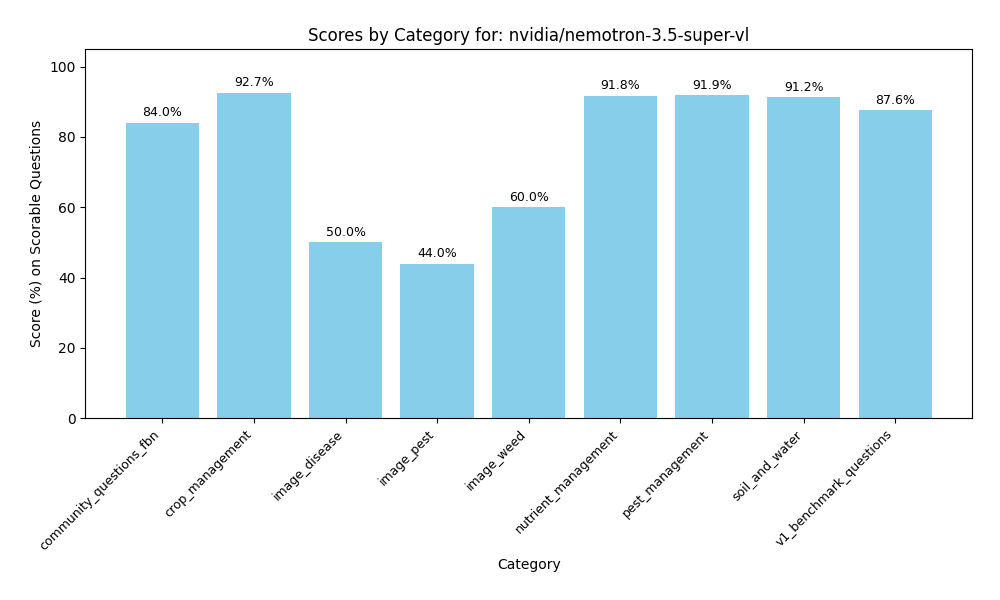 Scores by Category for: nvidia/nemotron-3.5-super-vl
Score (%) on Scorable Questions
100
80
60
40
20
0
84.0%
92.7%
50.0%
44.0%
60.0%
91.8%
91.9%
91.2%
87.6%
community_questions_fbn
crop_management
image_disease
image_pest
image_weed
nutrient_management
pest_management
soil_and_water
v1_benchmark_questions
Category